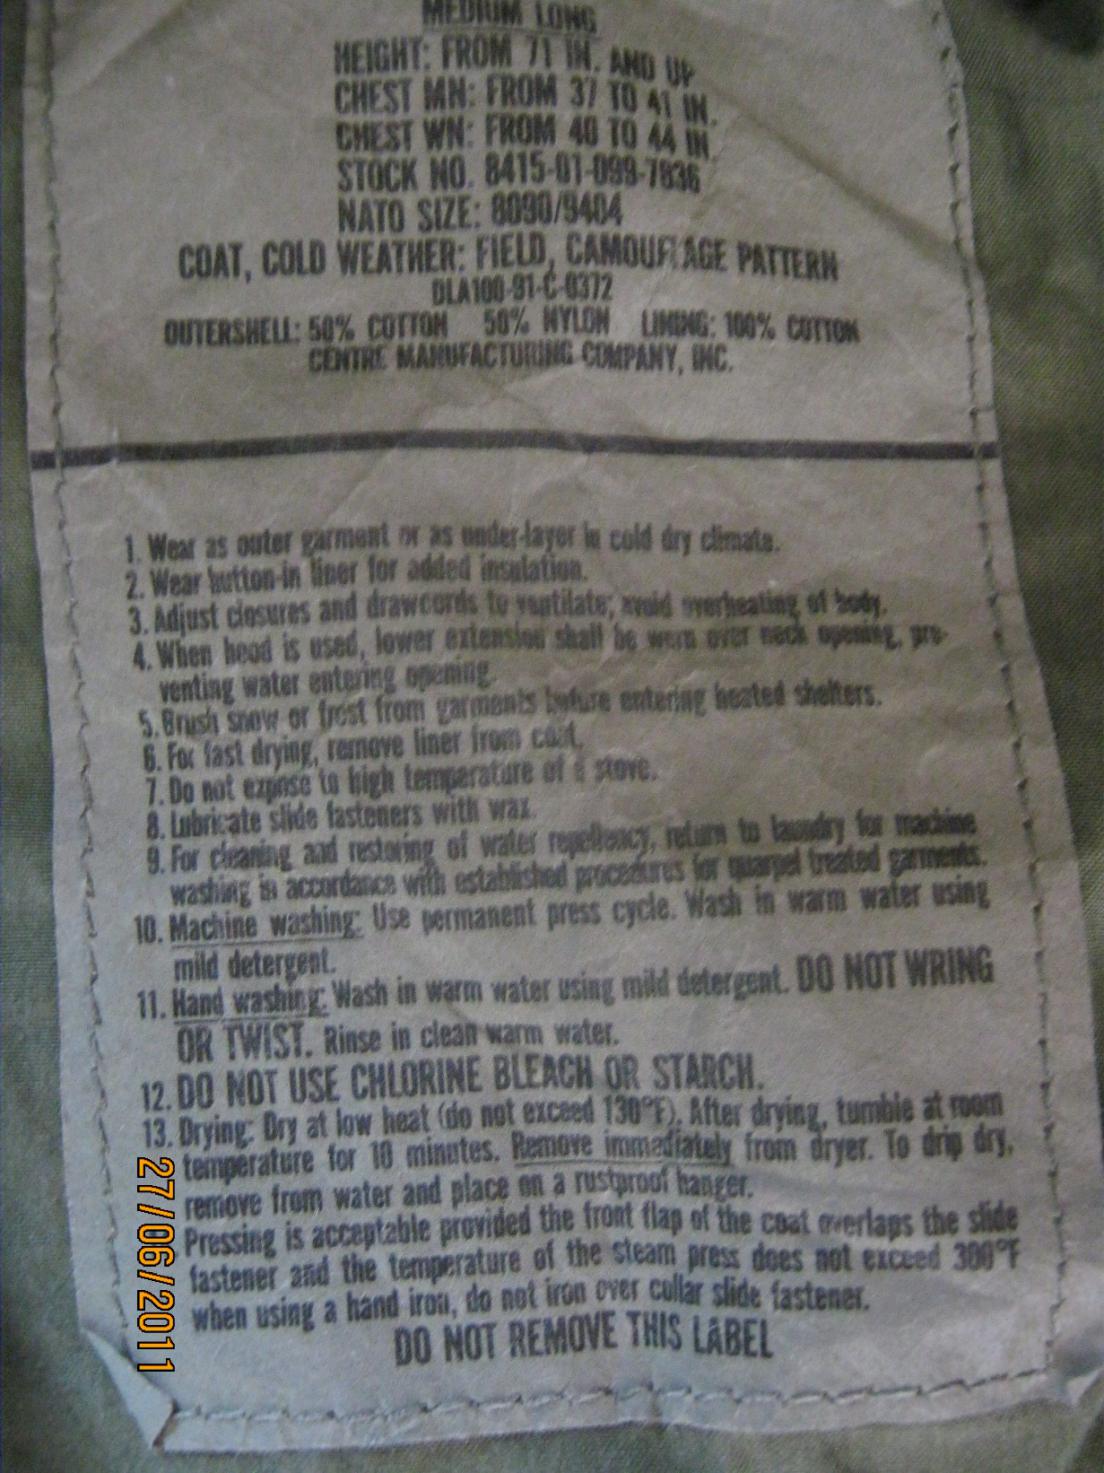 MEDIUM LONG
HEIGHT: FROM 71 IN. AND UP
CHEST MN: FROM 37 TO 41 IN.
CHEST WN: FROM 40 TO 44 IN.
STOCK NO. 8415-01-099-7836
NATO SIZE: 8090/9404
COAT, COLD WEATHER: FIELD, CAMOUFLAGE PATTERN
DLA100-91-C-0372
OUTERSHELL: 50% COTTON 50% NYLON LINING: 100% COTTON
CENTRE MANUFACTURING COMPANY, INC.
1. Wear as outer garment or as under-layer in cold dry climate.
2. Wear button-in liner for added insulation.
3. Adjust closures and drawcords to ventilate; avoid overheating of body.
4. When hood is used, lower extension shall be worn over neck opening, pre-
venting water entering opening.
5. Brush snow or frost from garments before entering heated shelters.
6. For fast drying, remove liner from coat.
7. Do not expose to high temperature of a stove.
8. Lubricate slide fasteners with wax.
9. For cleaning and restoring of water repellency, return to laundry for machine
washing in accordance with established procedures for quarpel treated garments.
10. Machine washing: Use permanent press cycle. Wash in warm water using
mild detergent.
11. Hand washing: Wash in warm water using mild detergent. DO NOT WRING
OR TWIST. Rinse in clean warm water.
12. DO NOT USE CHLORINE BLEACH OR STARCH.
13. Drying: Dry at low heat (do not exceed 130°F). After drying, tumble at room
temperature for 10 minutes. Remove immediately from dryer. To drip dry,
remove from water and place on a rustproof hanger.
Pressing is acceptable provided the front flap of the coat overlaps the slide
fastener and the temperature of the steam press does not exceed 300°F
when using a hand iron, do not iron over collar slide fastener.
DO NOT REMOVE THIS LABEL
27/06/2011